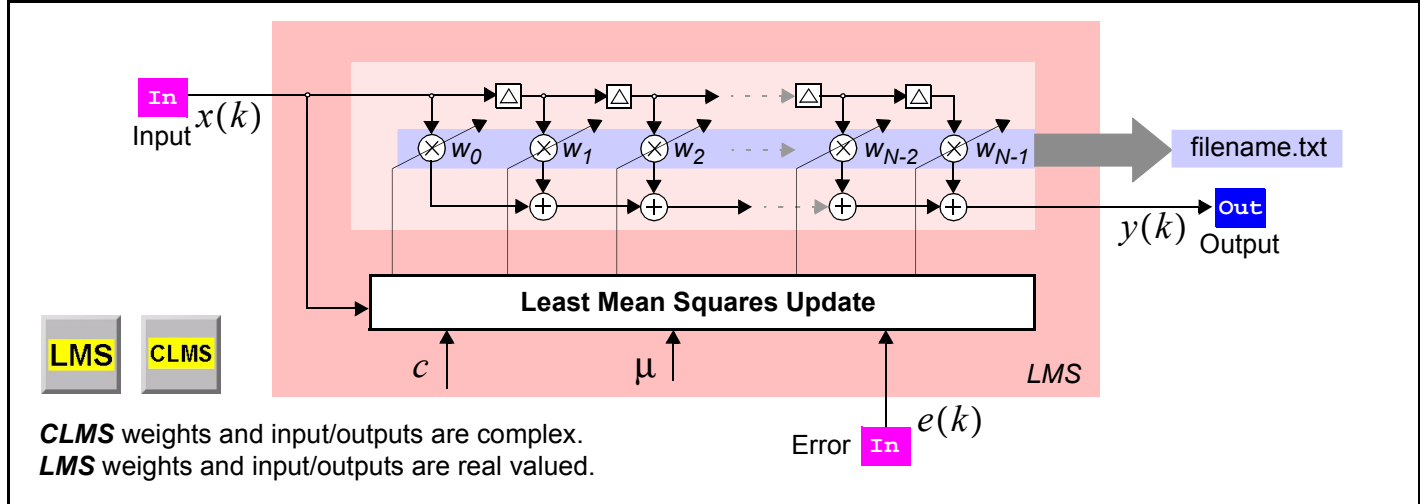 In
Input
x(k)
△ △ △ △
w0 w1 w2 wN-2 wN-1
filename.txt
Out
Output
y(k)
Least Mean Squares Update
c
μ
LMS
LMS
CLMS
e(k)
Error
In
CLMS weights and input/outputs are complex.
LMS weights and input/outputs are real valued.